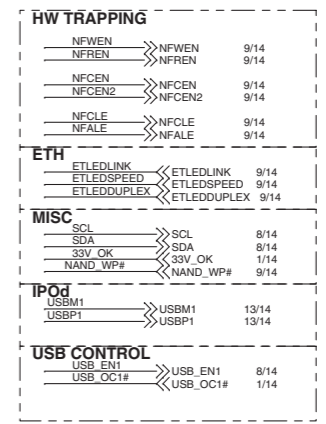 HW TRAPPING
NFWEN NFWEN 9/14
NFREN NFREN 9/14
NFCEN NFCEN 9/14
NFCEN2 NFCEN2 9/14
NFCLE NFCLE 9/14
NFALE NFALE 9/14
ETH
ETLEDLINK ETLEDLINK 9/14
ETLEDSPEED ETLEDSPEED 9/14
ETLEDDUPLEX ETLEDDUPLEX 9/14
MISC
SCL SCL 8/14
SDA SDA 8/14
33V_OK 33V_OK 1/14
NAND_WP# NAND_WP# 9/14
IPOd
USBM1 USBM1 13/14
USBP1 USBP1 13/14
USB CONTROL
USB_EN1 USB_EN1 8/14
USB_OC1# USB_OC1# 1/14